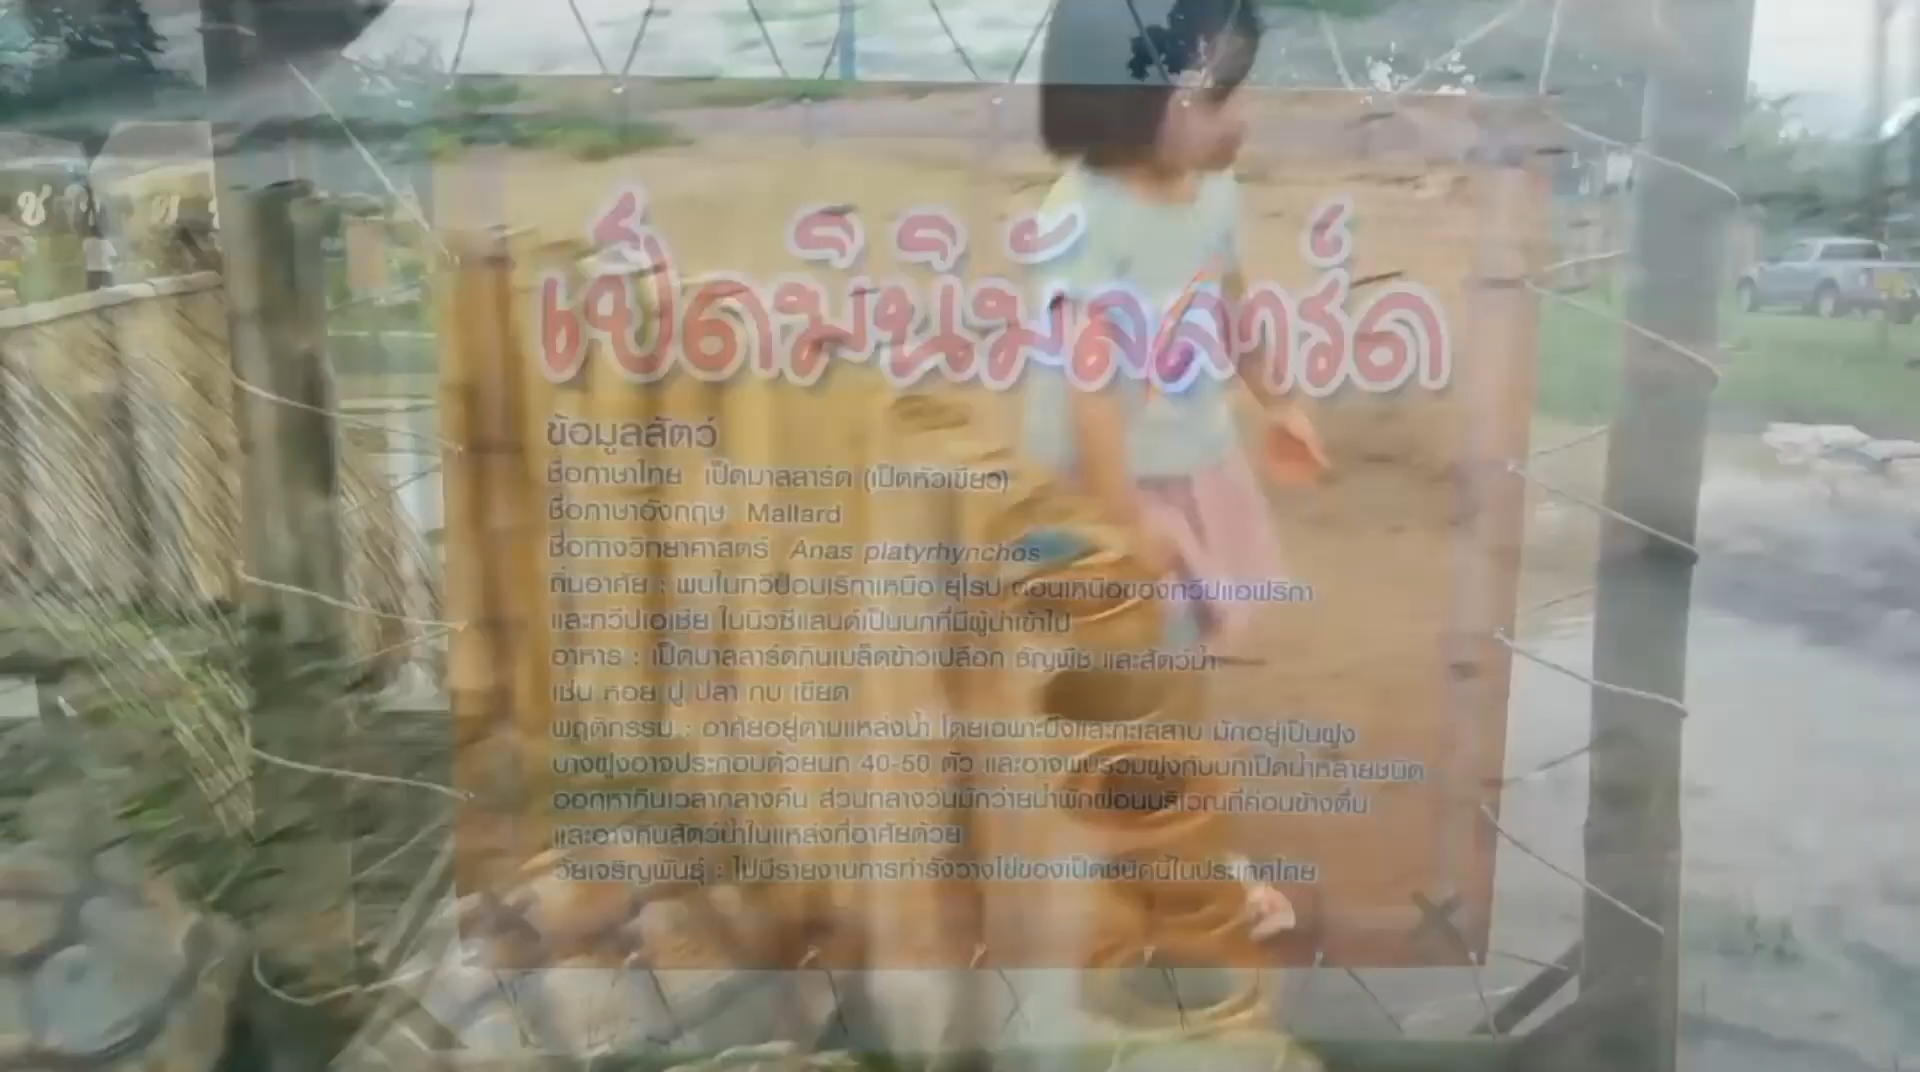 เป็ดมินิมัลลาร์ด
ข้อมูลสัตว์
ชื่อภาษาไทย เป็ดมาลลาร์ด (เป็ดหัวเขียว)
ชื่อภาษาอังกฤษ Mallard
ชื่อทางวิทยาศาสตร์ Anas platyrhynchos
ถิ่นอาศัย : พบในทวีปอเมริกาเหนือ ยุโรป ตอนเหนือของทวีปแอฟริกา
และทวีปเอเชีย ในนิวซีแลนด์เป็นนกที่มีผู้นำเข้าไป
อาหาร : เป็ดมาลลาร์ดกินเมล็ดข้าวเปลือก ธัญพืช และสัตว์น้ำ
เช่น หอย ปู ปลา กบ เขียด
พฤติกรรม : อาศัยอยู่ตามแหล่งน้ำ โดยเฉพาะบึงและทะเลสาบ มักอยู่เป็นฝูง
บางฝูงอาจประกอบด้วยนก 40-50 ตัว และอาจพบรวมฝูงกับนกเป็ดน้ำหลายชนิด
ออกหากินเวลากลางคืน ส่วนกลางวันมักว่ายน้ำพักผ่อนบริเวณที่ค่อนข้างตื้น
และอาจกินสัตว์น้ำในแหล่งที่อาศัยด้วย
วัยเจริญพันธุ์ : ไม่มีรายงานการทำรังวางไข่ของเป็ดชนิดนี้ในประเทศไทย